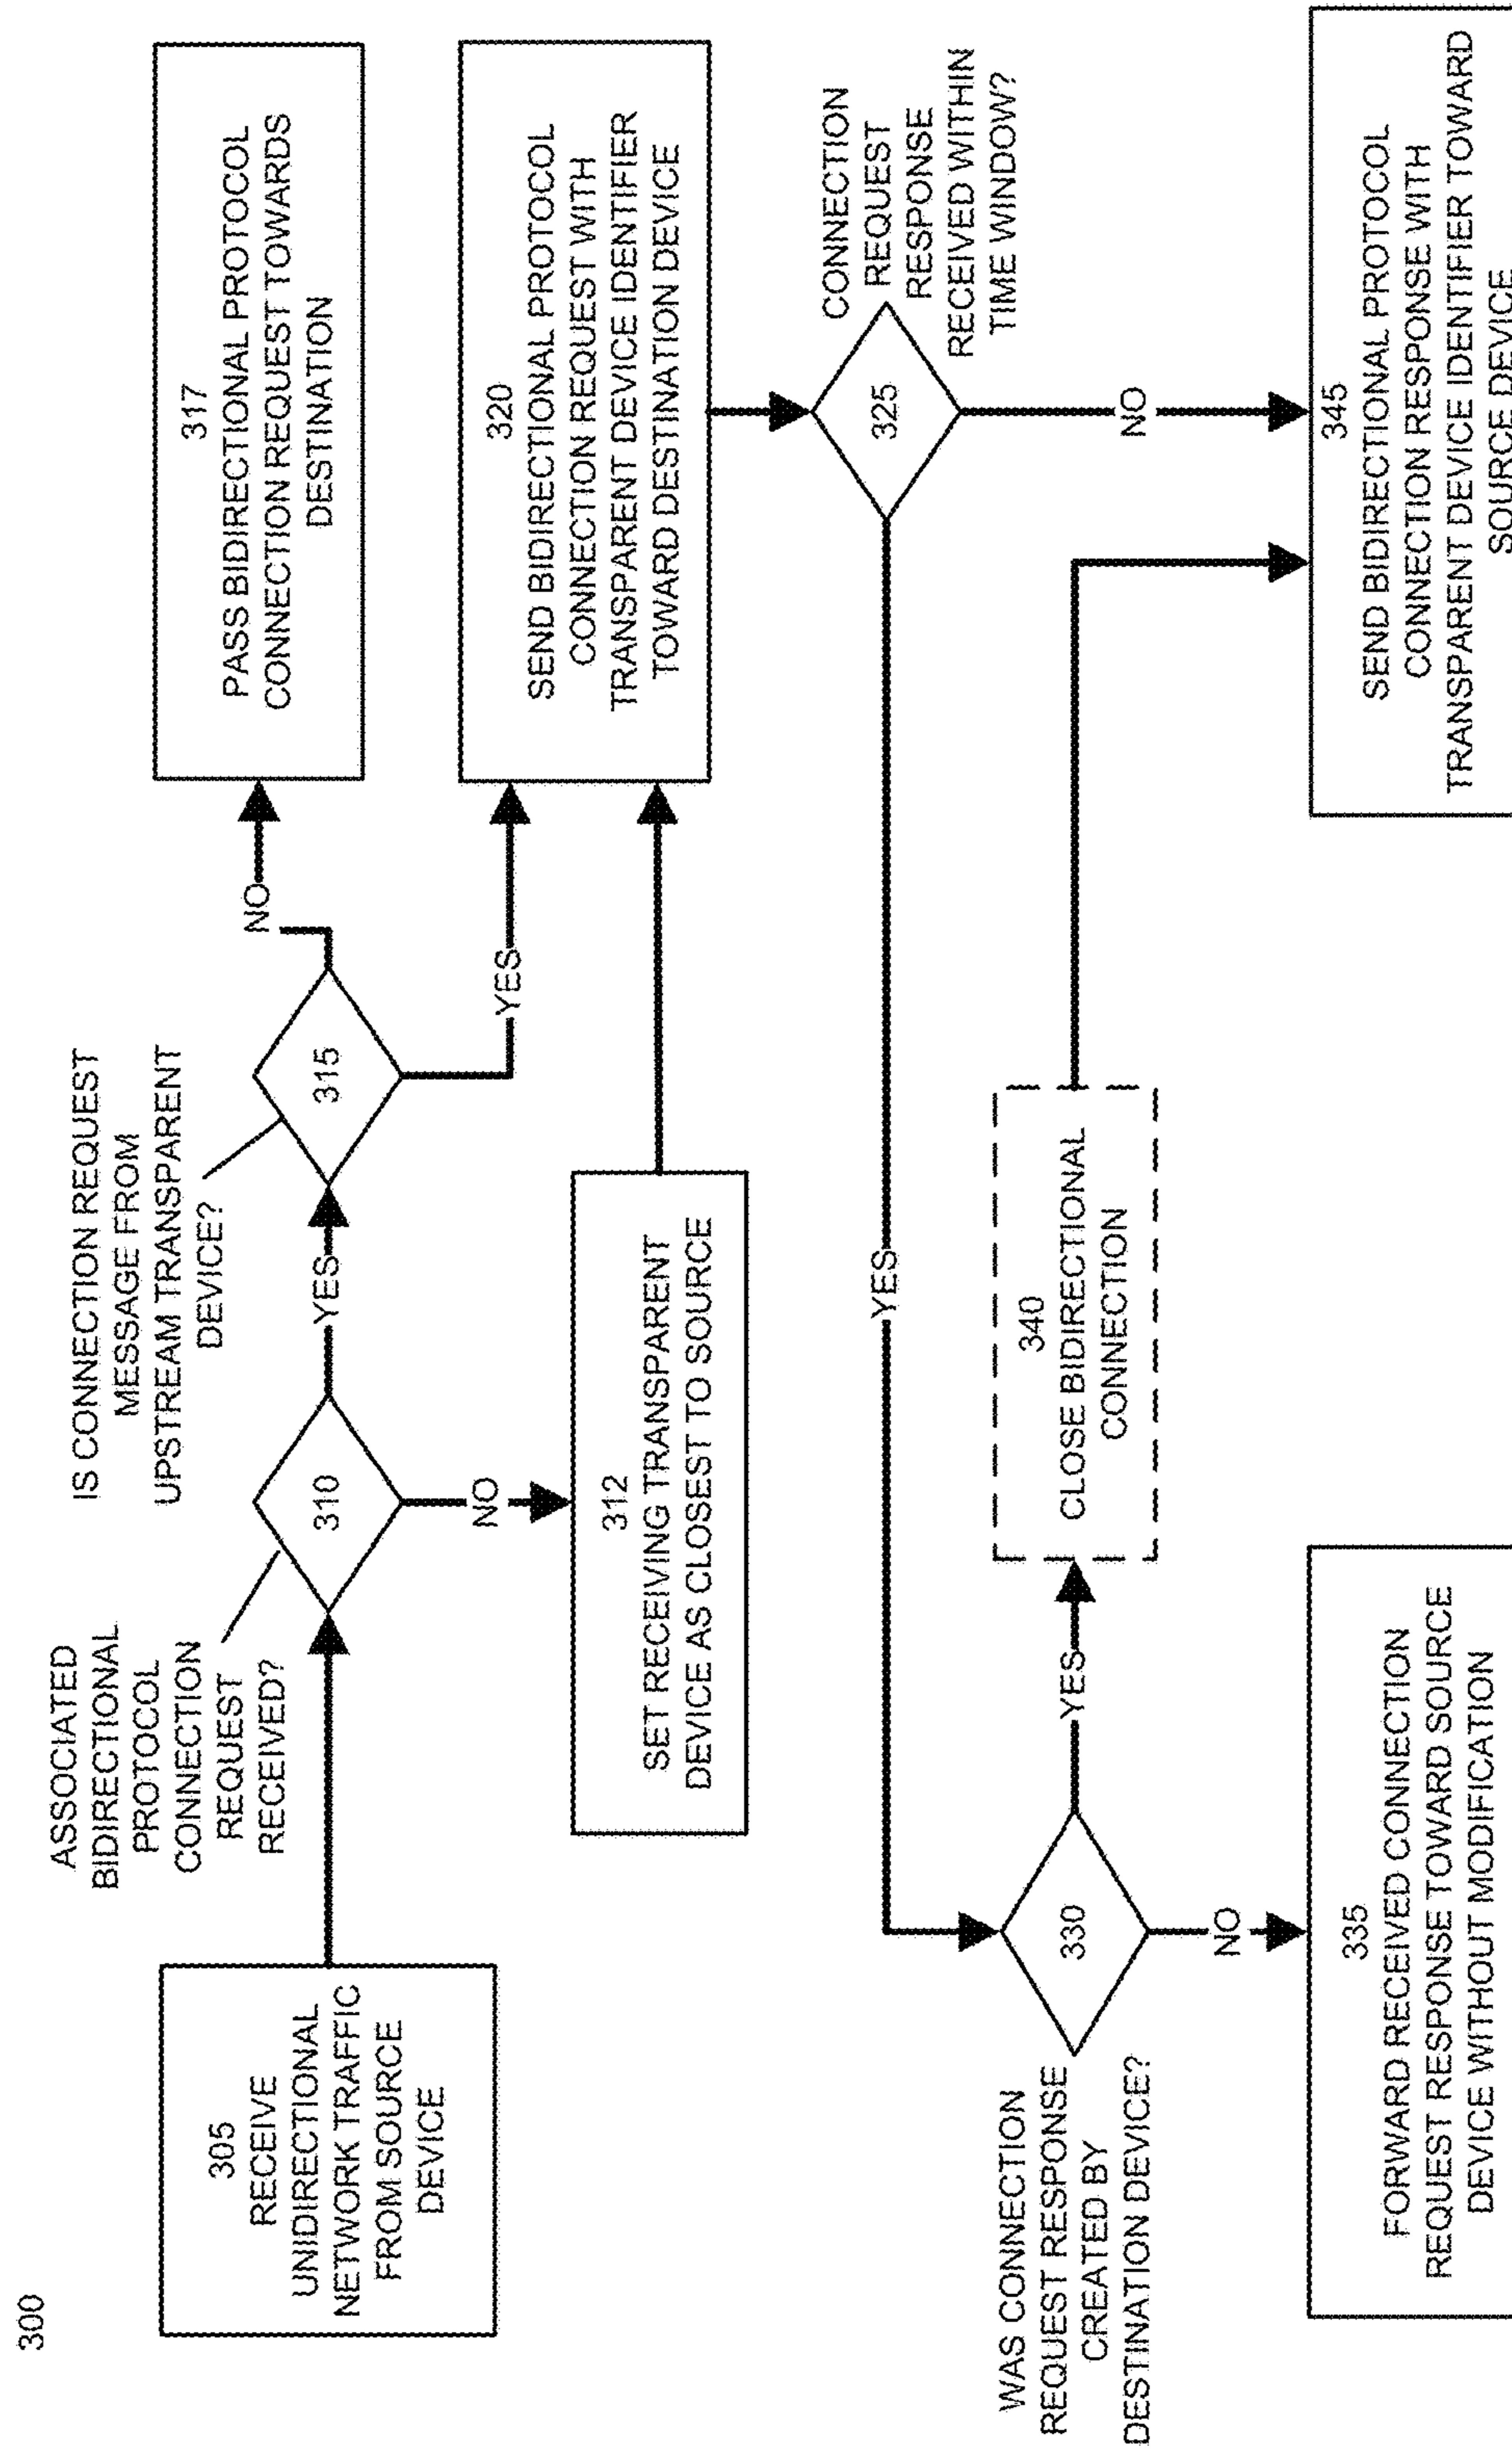 300
305
RECEIVE
UNIDIRECTIONAL
NETWORK TRAFFIC
FROM SOURCE
DEVICE
ASSOCIATED
BIDIRECTIONAL
PROTOCOL
CONNECTION
REQUEST
RECEIVED?
310
YES
NO
312
SET RECEIVING TRANSPARENT
DEVICE AS CLOSEST TO SOURCE
IS CONNECTION REQUEST
MESSAGE FROM
UPSTREAM TRANSPARENT
DEVICE?
315
NO
YES
317
PASS BIDIRECTIONAL PROTOCOL
CONNECTION REQUEST TOWARDS
DESTINATION
320
SEND BIDIRECTIONAL PROTOCOL
CONNECTION REQUEST WITH
TRANSPARENT DEVICE IDENTIFIER
TOWARD DESTINATION DEVICE
CONNECTION
REQUEST
RESPONSE
RECEIVED WITHIN
TIME WINDOW?
325
YES
NO
WAS CONNECTION
REQUEST RESPONSE
CREATED BY
DESTINATION DEVICE?
330
YES
NO
335
FORWARD RECEIVED CONNECTION
REQUEST RESPONSE TOWARD SOURCE
DEVICE WITHOUT MODIFICATION
340
CLOSE BIDIRECTIONAL
CONNECTION
345
SEND BIDIRECTIONAL PROTOCOL
CONNECTION RESPONSE WITH
TRANSPARENT DEVICE IDENTIFIER TOWARD
SOURCE DEVICE